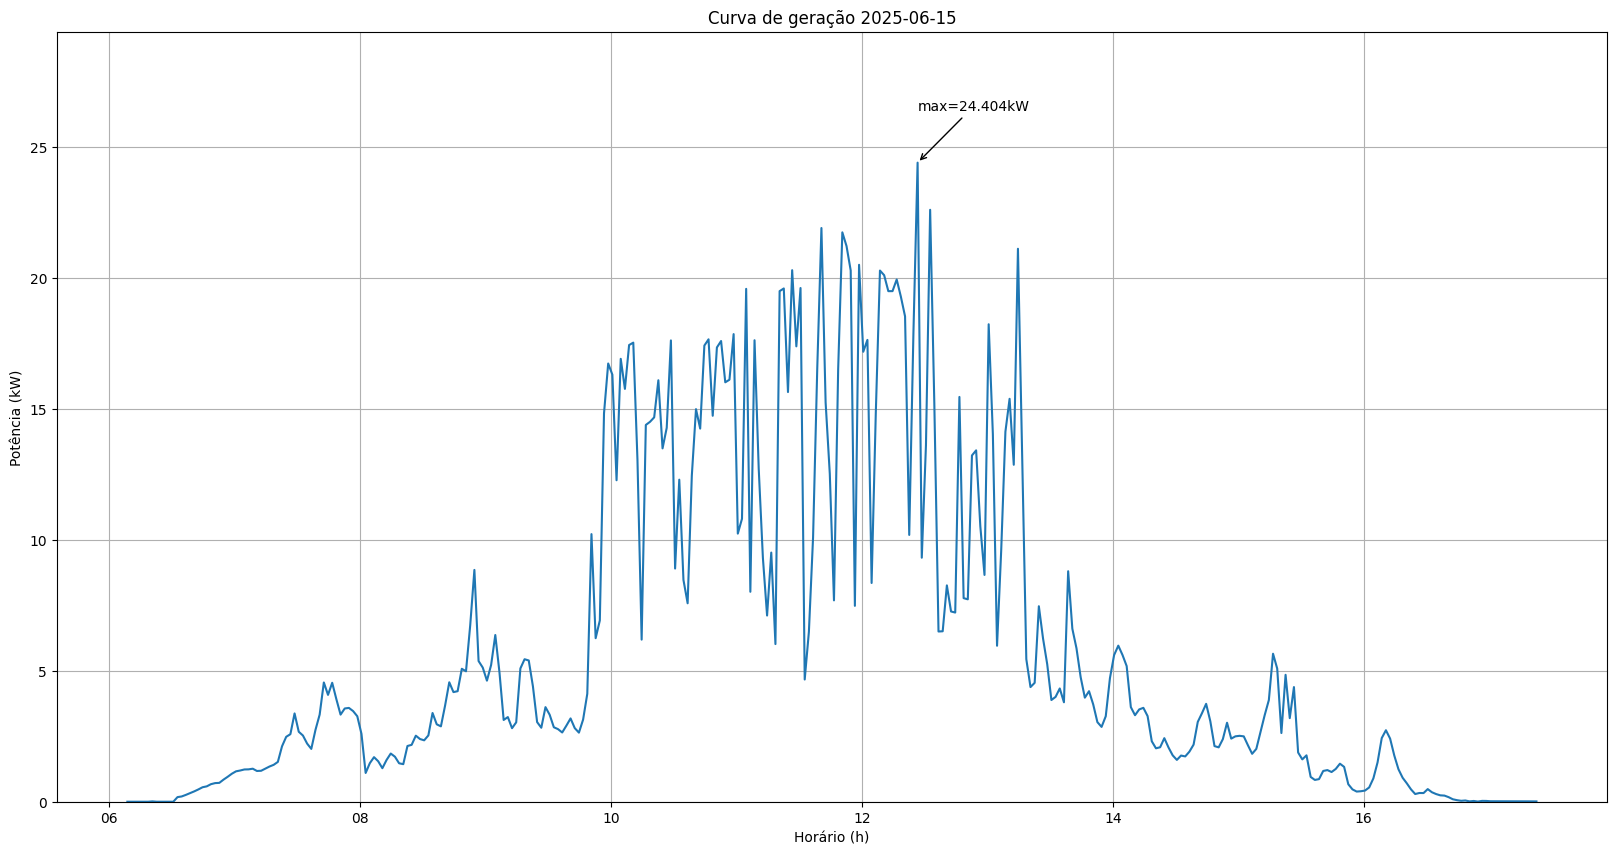 Curva de geração 2025-06-15
max=24.404kW
Potência (kW)
25
20
15
10
5
0
06 08 10 12 14 16
Horário (h)